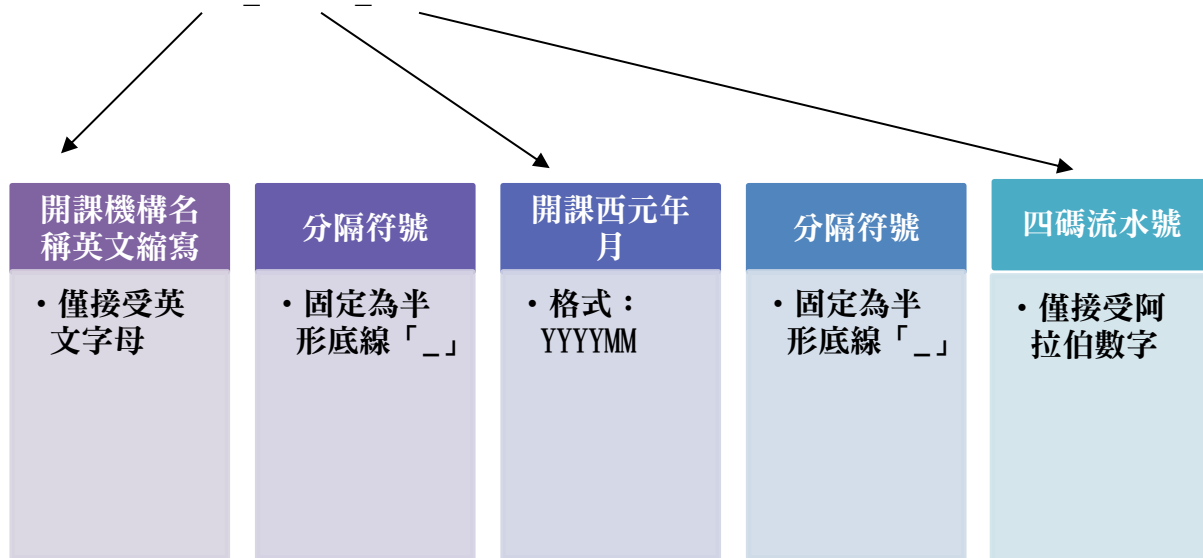 _ _
開課機構名
稱英文縮寫
・僅接受英
文字母
分隔符號
・固定為半
形底線「_」
開課西元年
月
・格式：
YYYYMM
分隔符號
・固定為半
形底線「_」
四碼流水號
・僅接受阿
拉伯數字